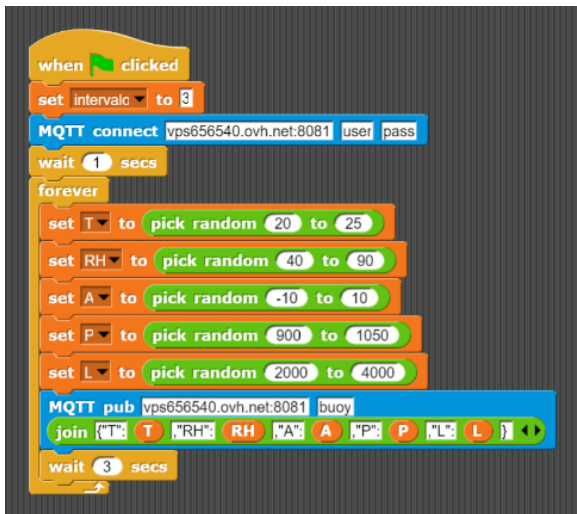 when clicked
set intervalo to 3
MQTT connect vps656540.ovh.net:8081 user pass
wait 1 secs
forever
set T to pick random 20 to 25
set RH to pick random 40 to 90
set A to pick random -10 to 10
set P to pick random 900 to 1050
set L to pick random 2000 to 4000
MQTT pub vps656540.ovh.net:8081 buoy
join {"T": T ,"RH": RH ,"A": A ,"P": P ,"L": L }
wait 3 secs